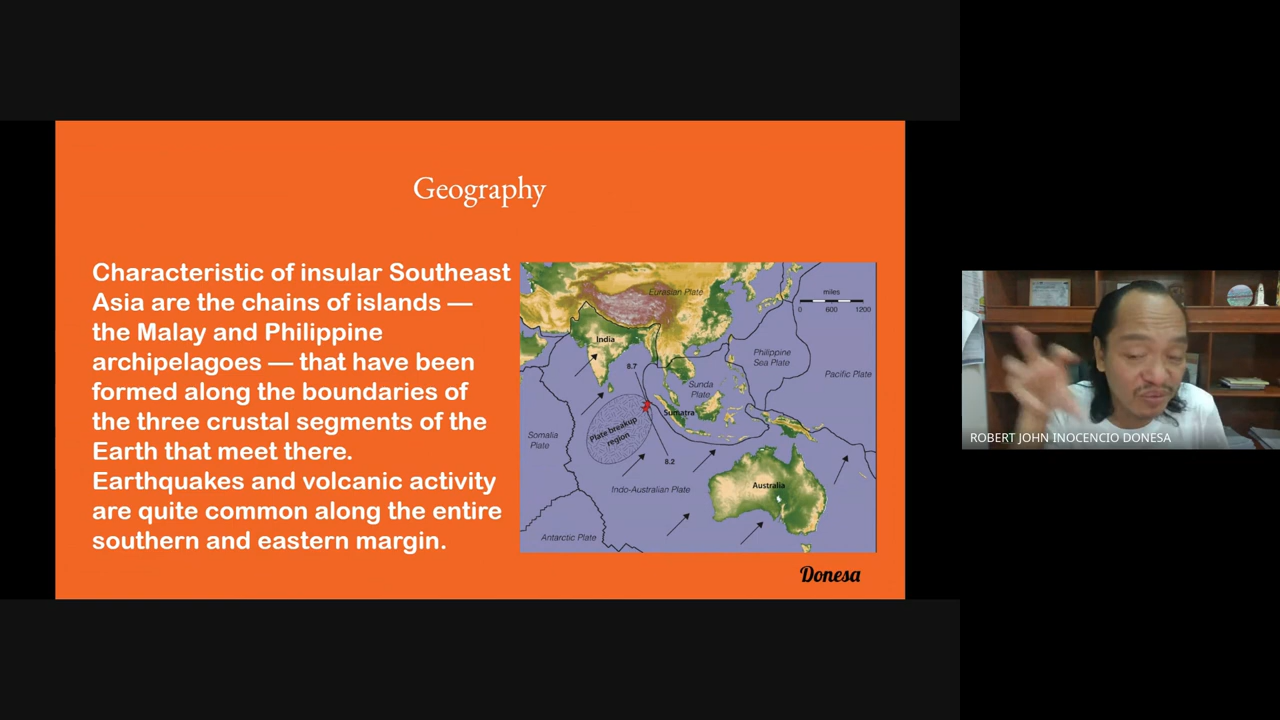 Geography
Characteristic of insular Southeast
Asia are the chains of islands —
the Malay and Philippine
archipelagoes — that have been
formed along the boundaries of
the three crustal segments of the
Earth that meet there.
Earthquakes and volcanic activity
are quite common along the entire
southern and eastern margin.
Eurasian Plate
miles
0 600 1200
India
Philippine
Sea Plate
8.7
Pacific Plate
Sunda
Plate
Sumatra
Plate breakup
region
Somalia
Plate
8.2
Indo-Australian Plate
Australia
Antarctic Plate
Donesa
ROBERT JOHN INOCENCIO DONESA